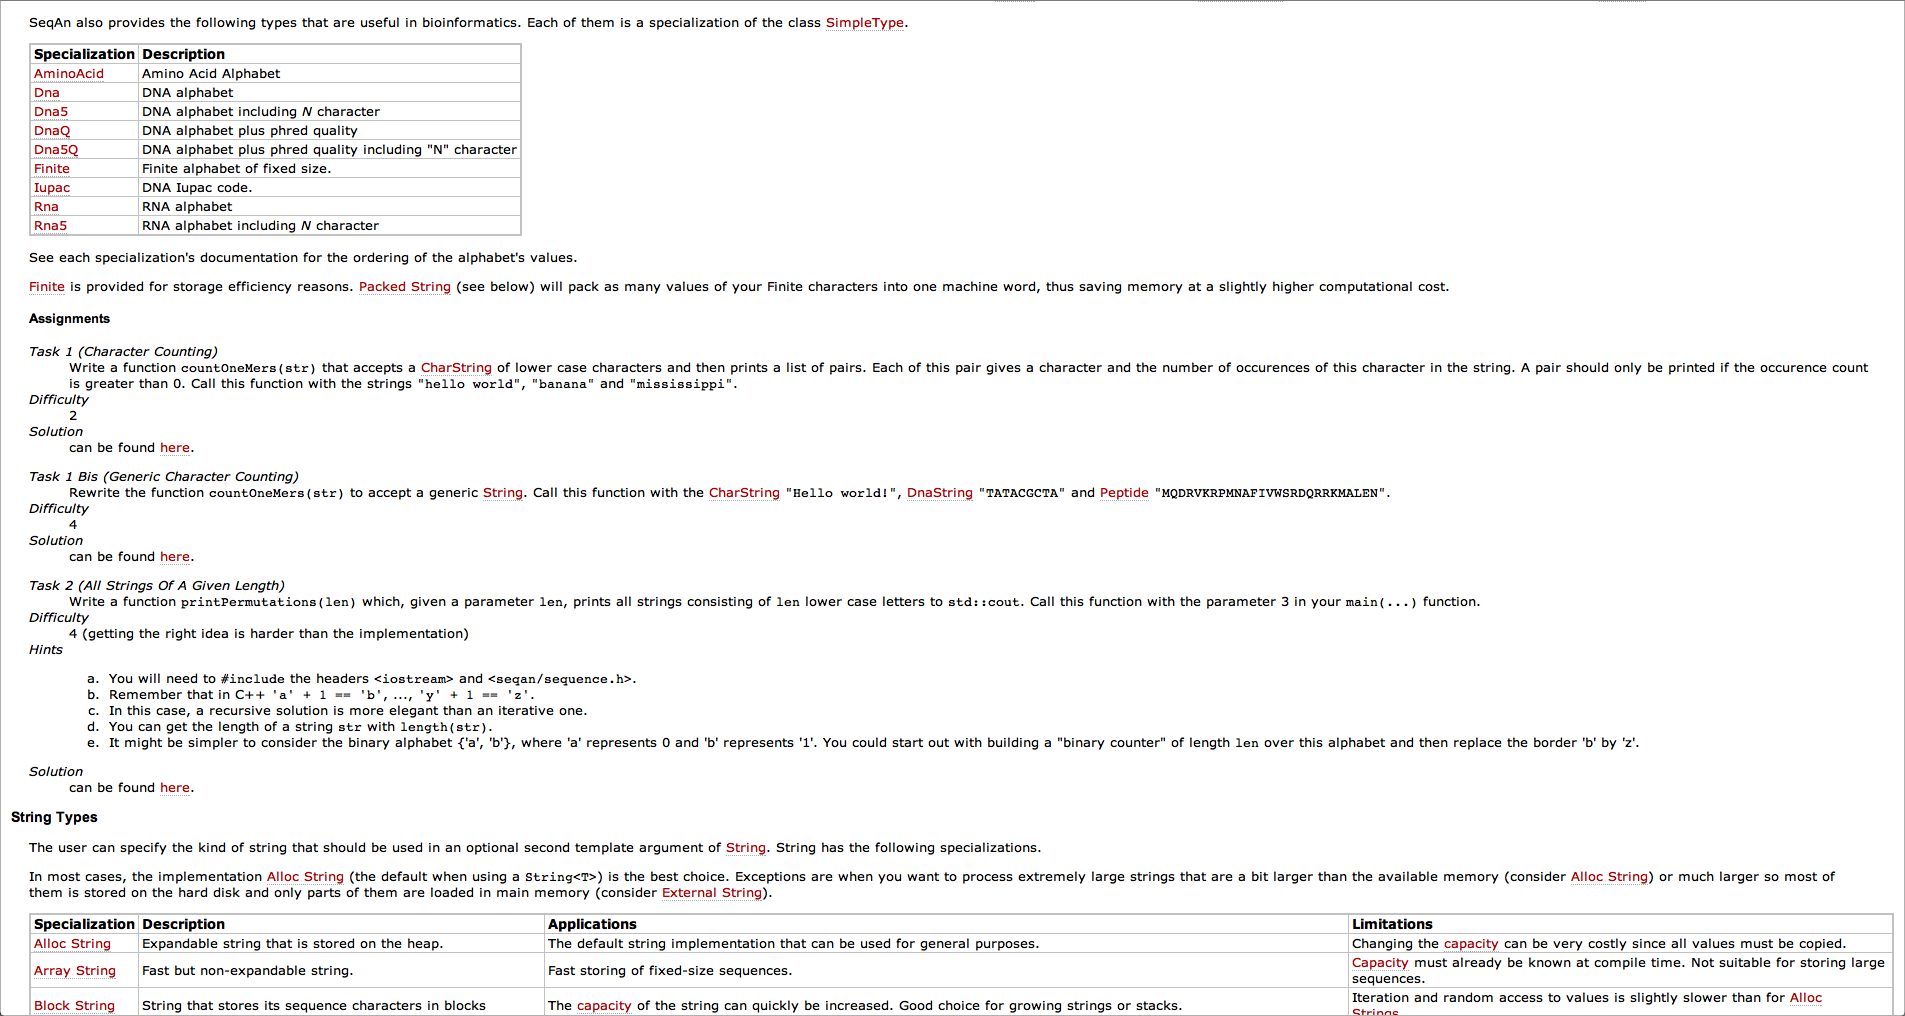 SeqAn also provides the following types that are useful in bioinformatics. Each of them is a specialization of the class SimpleType.
Specialization Description
AminoAcid Amino Acid Alphabet
Dna DNA alphabet
Dna5 DNA alphabet including N character
DnaQ DNA alphabet plus phred quality
Dna5Q DNA alphabet plus phred quality including "N" character
Finite Finite alphabet of fixed size.
Iupac DNA Iupac code.
Rna RNA alphabet
Rna5 RNA alphabet including N character
See each specialization's documentation for the ordering of the alphabet's values.
Finite is provided for storage efficiency reasons. Packed String (see below) will pack as many values of your Finite characters into one machine word, thus saving memory at a slightly higher computational cost.
Assignments
Task 1 (Character Counting)
Write a function countOneMers(str) that accepts a CharString of lower case characters and then prints a list of pairs. Each of this pair gives a character and the number of occurences of this character in the string. A pair should only be printed if the occurence count
is greater than 0. Call this function with the strings "hello world", "banana" and "mississippi".
Difficulty
2
Solution
can be found here.
Task 1 Bis (Generic Character Counting)
Rewrite the function countOneMers(str) to accept a generic String. Call this function with the CharString "Hello world!", DnaString "TATACGCTA" and Peptide "MQDRVKRPMNAFIVWSRDQRRKMALEN".
Difficulty
4
Solution
can be found here.
Task 2 (All Strings Of A Given Length)
Write a function printPermutations(len) which, given a parameter len, prints all strings consisting of len lower case letters to std::cout. Call this function with the parameter 3 in your main(...) function.
Difficulty
4 (getting the right idea is harder than the implementation)
Hints
a. You will need to #include the headers <iostream> and <seqan/sequence.h>.
b. Remember that in C++ 'a' + 1 == 'b', ..., 'y' + 1 == 'z'.
c. In this case, a recursive solution is more elegant than an iterative one.
d. You can get the length of a string str with length(str).
e. It might be simpler to consider the binary alphabet {'a', 'b'}, where 'a' represents 0 and 'b' represents '1'. You could start out with building a "binary counter" of length len over this alphabet and then replace the border 'b' by 'z'.
Solution
can be found here.
String Types
The user can specify the kind of string that should be used in an optional second template argument of String. String has the following specializations.
In most cases, the implementation Alloc String (the default when using a String<T>) is the best choice. Exceptions are when you want to process extremely large strings that are a bit larger than the available memory (consider Alloc String) or much larger so most of
them is stored on the hard disk and only parts of them are loaded in main memory (consider External String).
Specialization Description Applications Limitations
Alloc String Expandable string that is stored on the heap. The default string implementation that can be used for general purposes. Changing the capacity can be very costly since all values must be copied.
Array String Fast but non-expandable string. Fast storing of fixed-size sequences. Capacity must already be known at compile time. Not suitable for storing large
sequences.
Block String String that stores its sequence characters in blocks The capacity of the string can quickly be increased. Good choice for growing strings or stacks. Iteration and random access to values is slightly slower than for Alloc
Strings